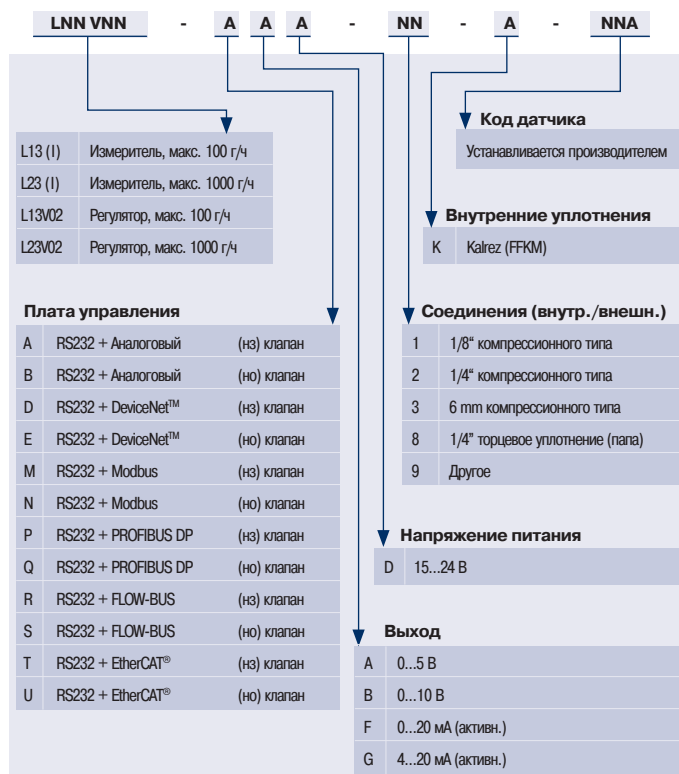 LNN VNN - A A A - NN - A - NNA
Код датчика
Устанавливается производителем
L13 (I) Измеритель, макс. 100 г/ч
L23 (I) Измеритель, макс. 1000 г/ч
L13V02 Регулятор, макс. 100 г/ч
L23V02 Регулятор, макс. 1000 г/ч
Внутренние уплотнения
K Kalrez (FFKM)
Плата управления
A RS232 + Аналоговый (нз) клапан
B RS232 + Аналоговый (но) клапан
D RS232 + DeviceNet™ (нз) клапан
E RS232 + DeviceNet™ (но) клапан
M RS232 + Modbus (нз) клапан
N RS232 + Modbus (но) клапан
P RS232 + PROFIBUS DP (нз) клапан
Q RS232 + PROFIBUS DP (но) клапан
R RS232 + FLOW-BUS (нз) клапан
S RS232 + FLOW-BUS (но) клапан
T RS232 + EtherCAT® (нз) клапан
U RS232 + EtherCAT® (но) клапан
Соединения (внутр./внешн.)
1 1/8“ компрессионного типа
2 1/4“ компрессионного типа
3 6 mm компрессионного типа
8 1/4” торцевое уплотнение (папа)
9 Другое
Напряжение питания
D 15...24 В
Выход
A 0...5 В
B 0...10 В
F 0...20 мА (активн.)
G 4...20 мА (активн.)